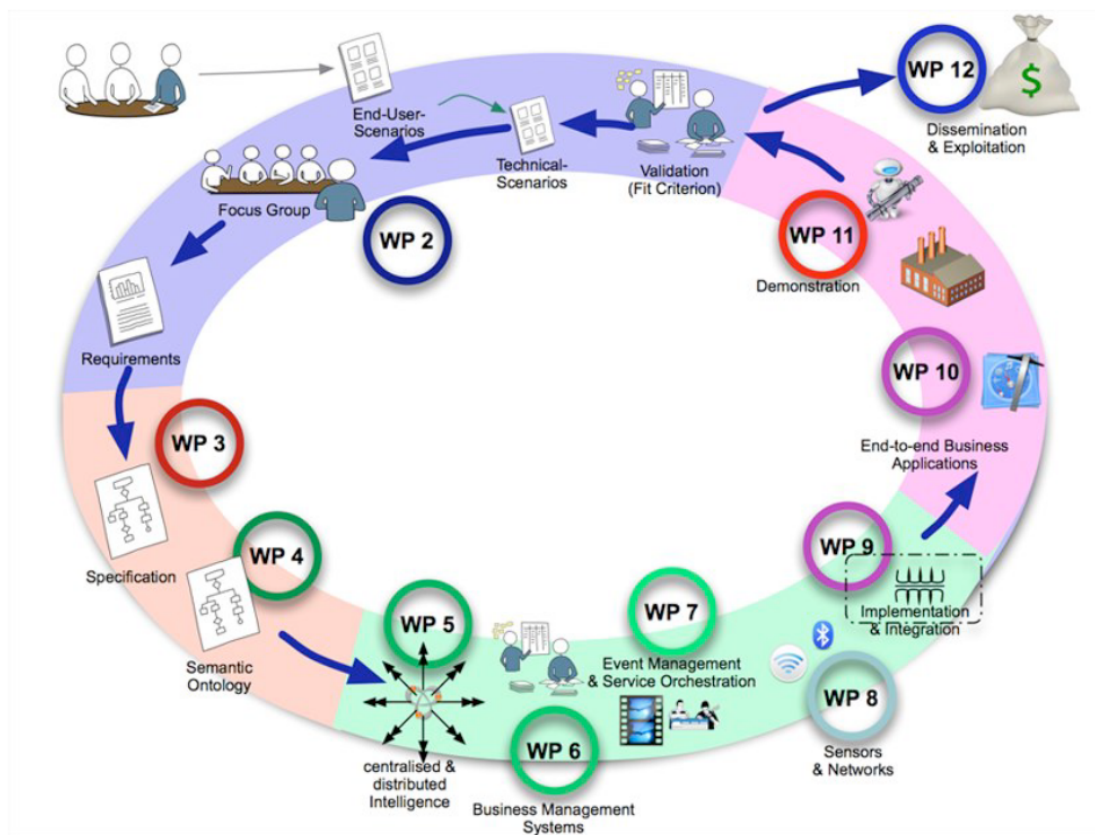 WP 12
$
Dissemination
& Exploitation
End-User-
Scenarios
Technical-
Scenarios
Validation
(Fit Criterion)
Focus Group
WP 2
WP 11
Demonstration
Requirements
WP 10
End-to-end Business
Applications
WP 3
Specification
WP 4
Semantic
Ontology
WP 5
centralised &
distributed
Intelligence
WP 6
Business Management
Systems
WP 7
Event Management
& Service Orchestration
WP 9
Implementation
& Integration
WP 8
Sensors
& Networks